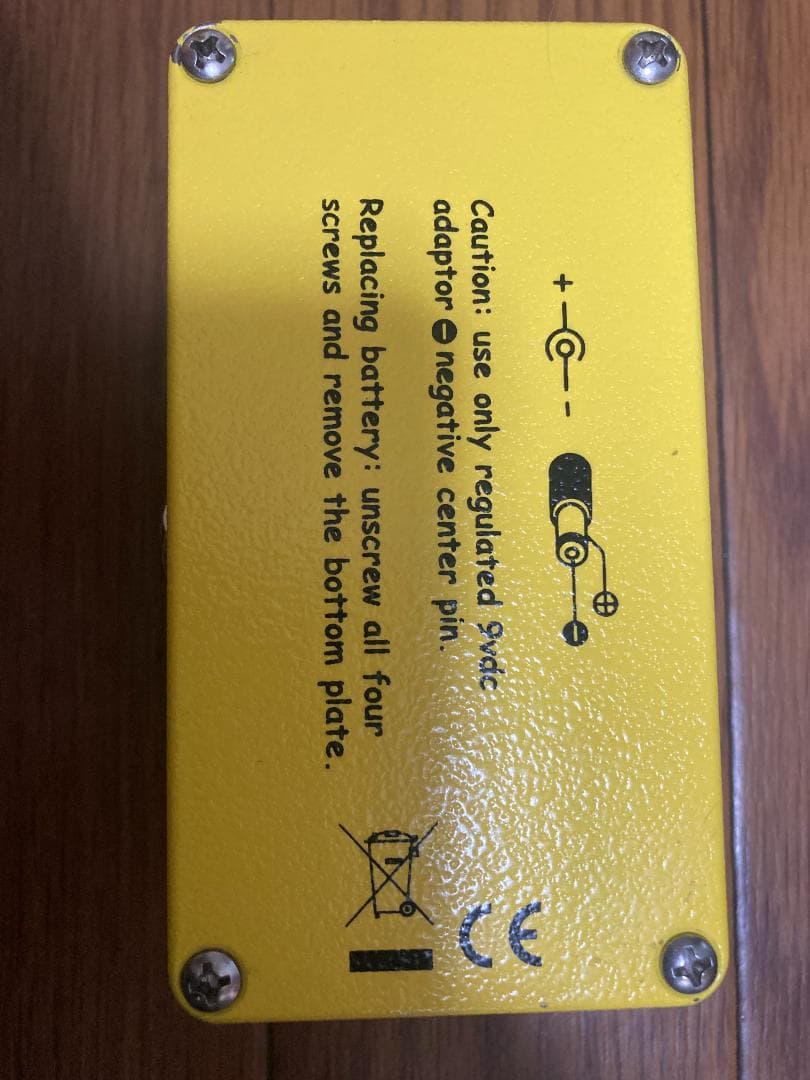 + -
+
-
Caution: use only regulated 9vdc
adaptor ⊖ negative center pin.
Replacing battery: unscrew all four
screws and remove the bottom plate.
CE